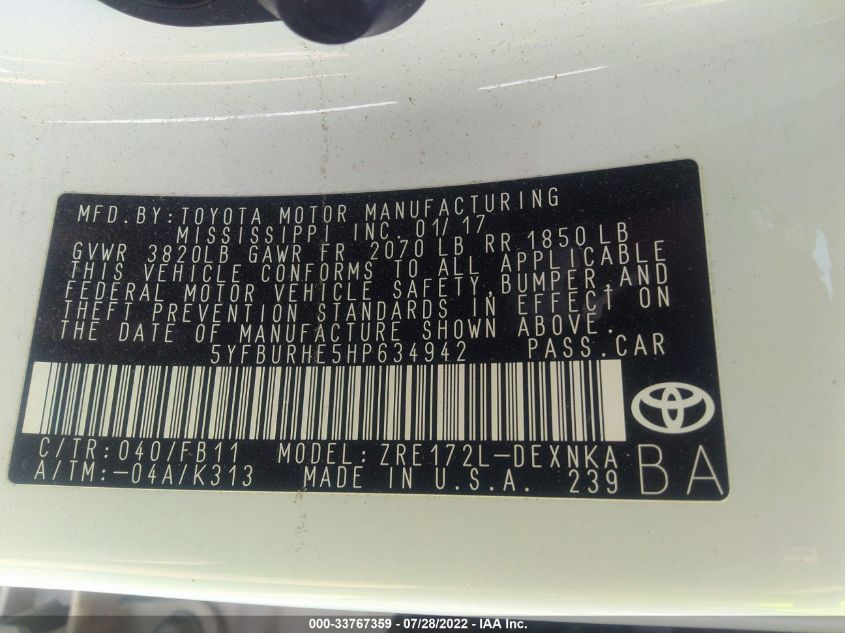 MFD. BY: TOYOTA MOTOR MANUFACTURING
MISSISSIPPI INC. 01/17
GVWR 3820LB GAWR FR 2070 LB RR 1850 LB
THIS VEHICLE CONFORMS TO ALL APPLICABLE
FEDERAL MOTOR VEHICLE SAFETY, BUMPER, AND
THEFT PREVENTION STANDARDS IN EFFECT ON
THE DATE OF MANUFACTURE SHOWN ABOVE.
5YFBURHE5HP634942 PASS. CAR
C/TR: 040/FB11 MODEL: ZRE172L-DEXNKA
A/TM: -04A/K313 MADE IN U.S.A. 239
BA
000-33767359 - 07/28/2022 - IAA Inc.